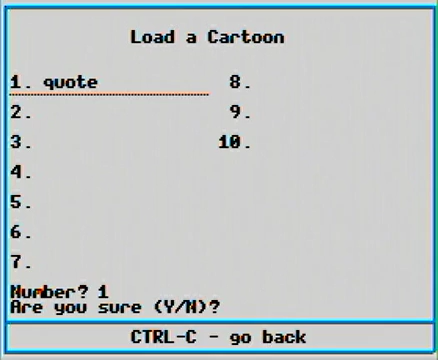 Load a Cartoon
1. quote 8.
2. 9.
3. 10.
4.
5.
6.
7.
Number? 1
Are you sure (Y/N)?
CTRL-C - go back